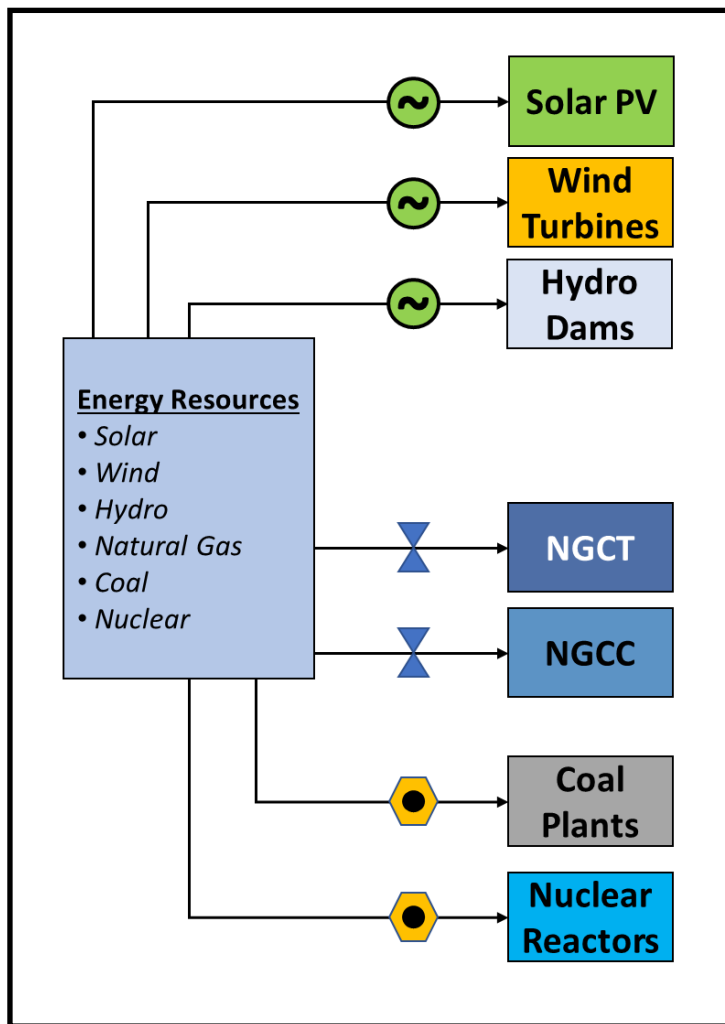 Solar PV
Wind
Turbines
Hydro
Dams
Energy Resources
• Solar
• Wind
• Hydro
• Natural Gas
• Coal
• Nuclear
NGCT
NGCC
Coal
Plants
Nuclear
Reactors